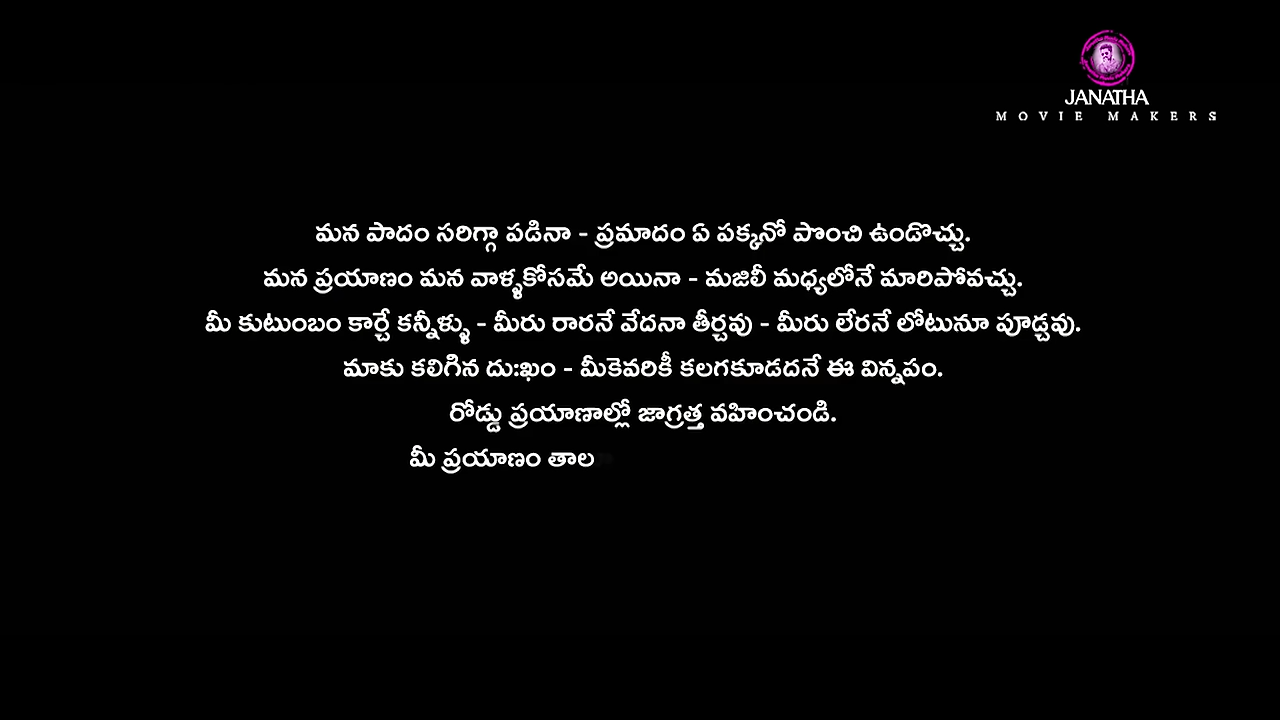 JANATHA
MOVIE MAKERS
మన పాదం సరిగ్గా పడినా - ప్రమాదం ఏ పక్కనో పొంచి ఉండొచ్చు.
మన ప్రయాణం మన వాళ్ళకోసమే అయినా - మజిలీ మధ్యలోనే మారిపోవచ్చు.
మీ కుటుంబం కార్చే కన్నీళ్ళు - మీరు రారనే వేదనా తీర్చవు - మీరు లేరనే లోటునూ పూడ్చవు.
మాకు కలిగిన దుఃఖం - మీకెవరికీ కలగకూడదనే ఈ విన్నపం.
రోడ్డు ప్రయాణాల్లో జాగ్రత్త వహించండి.
మీ ప్రయాణం తాల